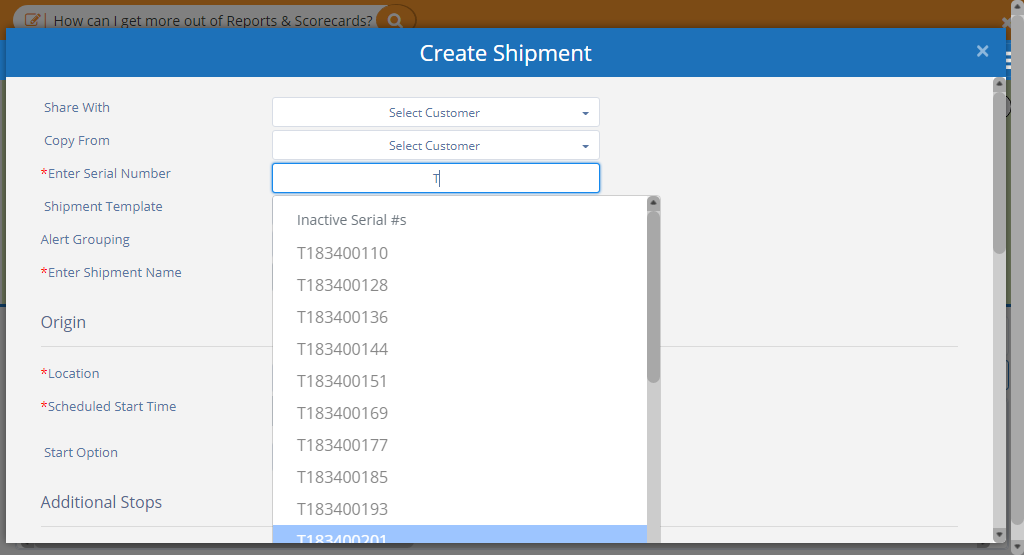 How can I get more out of Reports & Scorecards?
Create Shipment
×
Share With
Select Customer
Copy From
Select Customer
*Enter Serial Number
T
Shipment Template
Alert Grouping
*Enter Shipment Name
Inactive Serial #s
T183400110
T183400128
T183400136
T183400144
T183400151
T183400169
T183400177
T183400185
T183400193
T183400201
Origin
*Location
*Scheduled Start Time
Start Option
Additional Stops